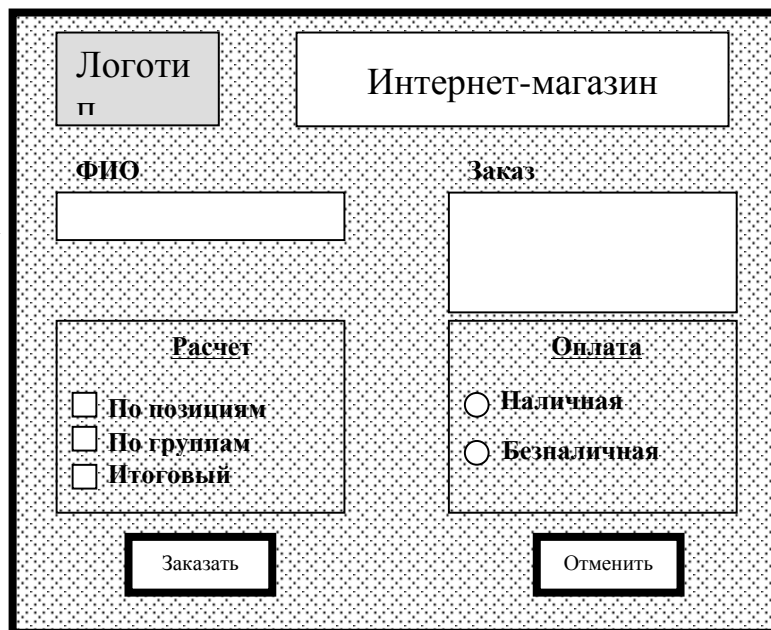 Логоти
п
Интернет-магазин
ФИО
Заказ
Расчет
По позициям
По группам
Итоговый
Оплата
Наличная
Безналичная
Заказать
Отменить